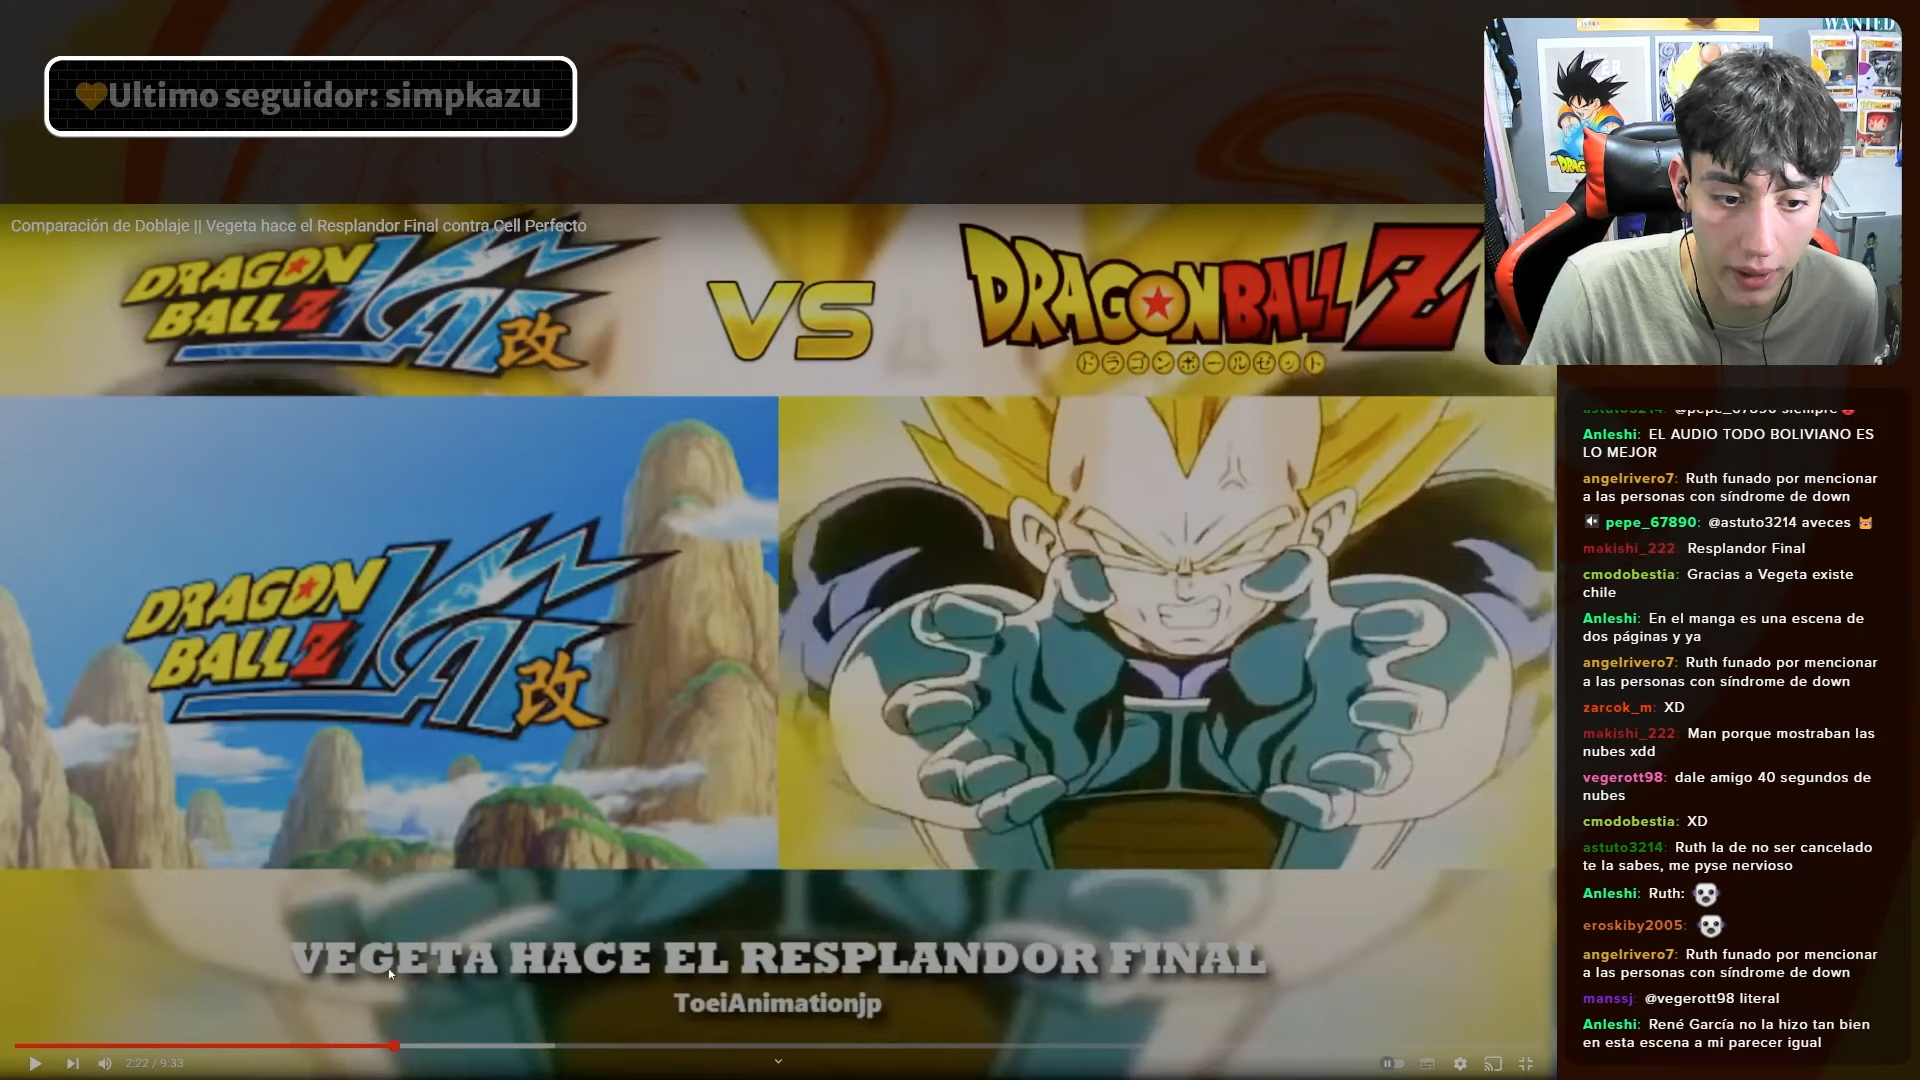 Ultimo seguidor: simpkazu
WANTED
Comparación de Doblaje || Vegeta hace el Resplandor Final contra Cell Perfecto
DRAGON BALL Z KAI 改
VS
DRAGON BALL Z
ドラゴンボールゼット
DRAGON BALL Z KAI 改
VEGETA HACE EL RESPLANDOR FINAL
ToeiAnimationjp
2:22 / 9:33
astuto3214: @pepe_67890 siempre
Anleshi: EL AUDIO TODO BOLIVIANO ES
LO MEJOR
angelrivero7: Ruth funado por mencionar
a las personas con síndrome de down
pepe_67890: @astuto3214 aveces
makishi_222: Resplandor Final
cmodobestia: Gracias a Vegeta existe
chile
Anleshi: En el manga es una escena de
dos páginas y ya
angelrivero7: Ruth funado por mencionar
a las personas con síndrome de down
zarcok_m: XD
makishi_222: Man porque mostraban las
nubes xdd
vegerott98: dale amigo 40 segundos de
nubes
cmodobestia: XD
astuto3214: Ruth la de no ser cancelado
te la sabes, me pyse nervioso
Anleshi: Ruth:
eroskiby2005:
angelrivero7: Ruth funado por mencionar
a las personas con síndrome de down
manssj: @vegerott98 literal
Anleshi: René García no la hizo tan bien
en esta escena a mi parecer igual